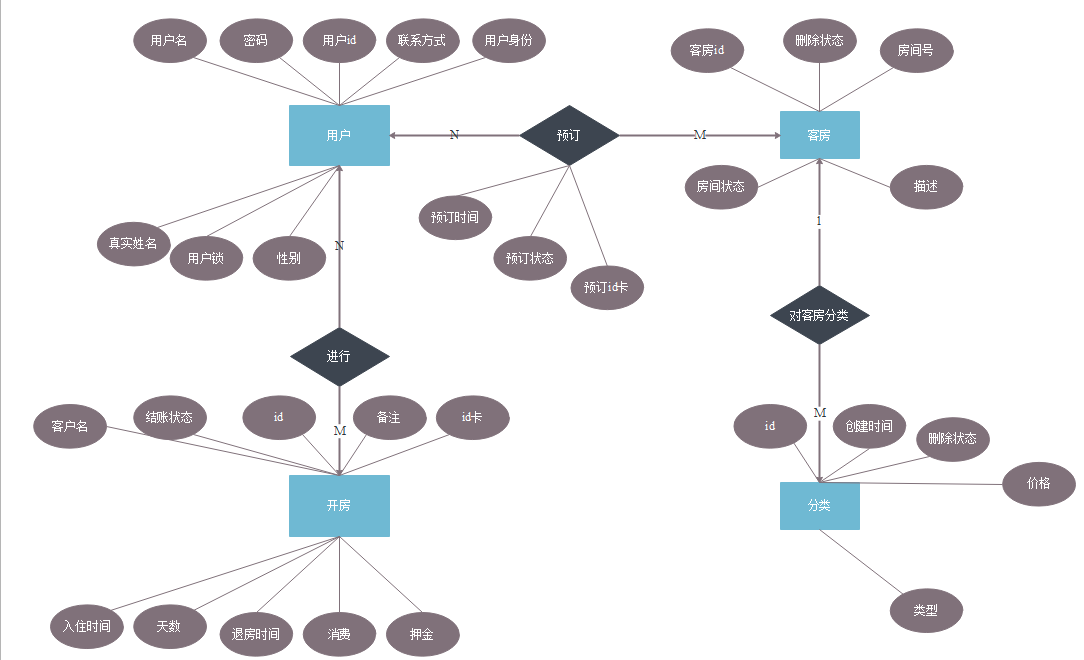 用户名
密码
用户id
联系方式
用户身份
客房id
删除状态
房间号
用户
N
预订
M
客房
房间状态
描述
预订时间
预订状态
预订id卡
真实姓名
用户锁
性别
N
1
对客房分类
进行
M
客户名
结账状态
id
备注
id卡
M
id
创建时间
删除状态
价格
开房
分类
入住时间
天数
退房时间
消费
押金
类型